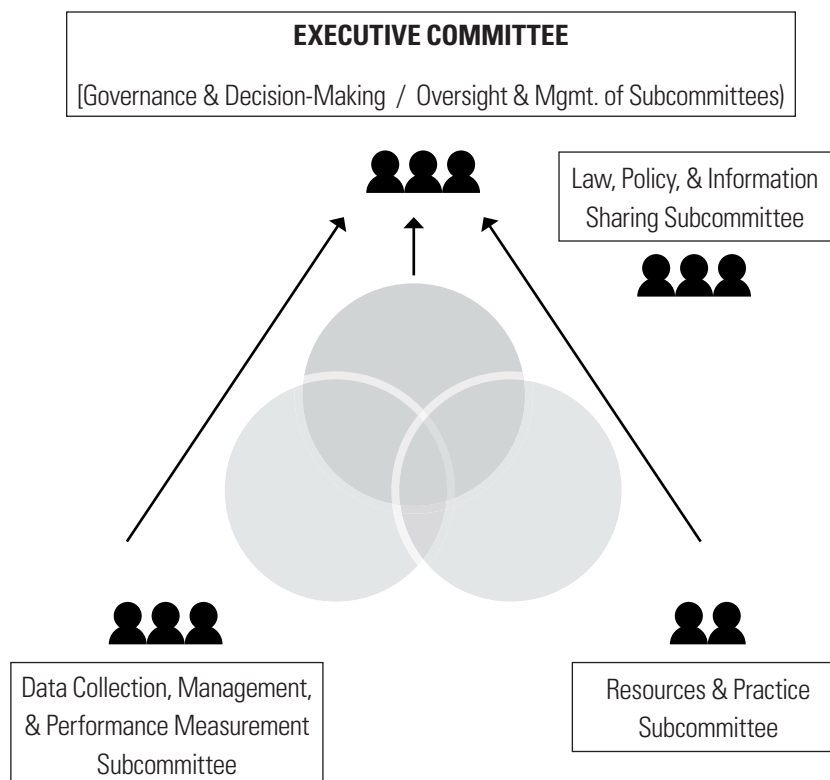 EXECUTIVE COMMITTEE
[Governance & Decision-Making / Oversight & Mgmt. of Subcommittees)
Law, Policy, & Information
Sharing Subcommittee
Data Collection, Management,
& Performance Measurement
Subcommittee
Resources & Practice
Subcommittee